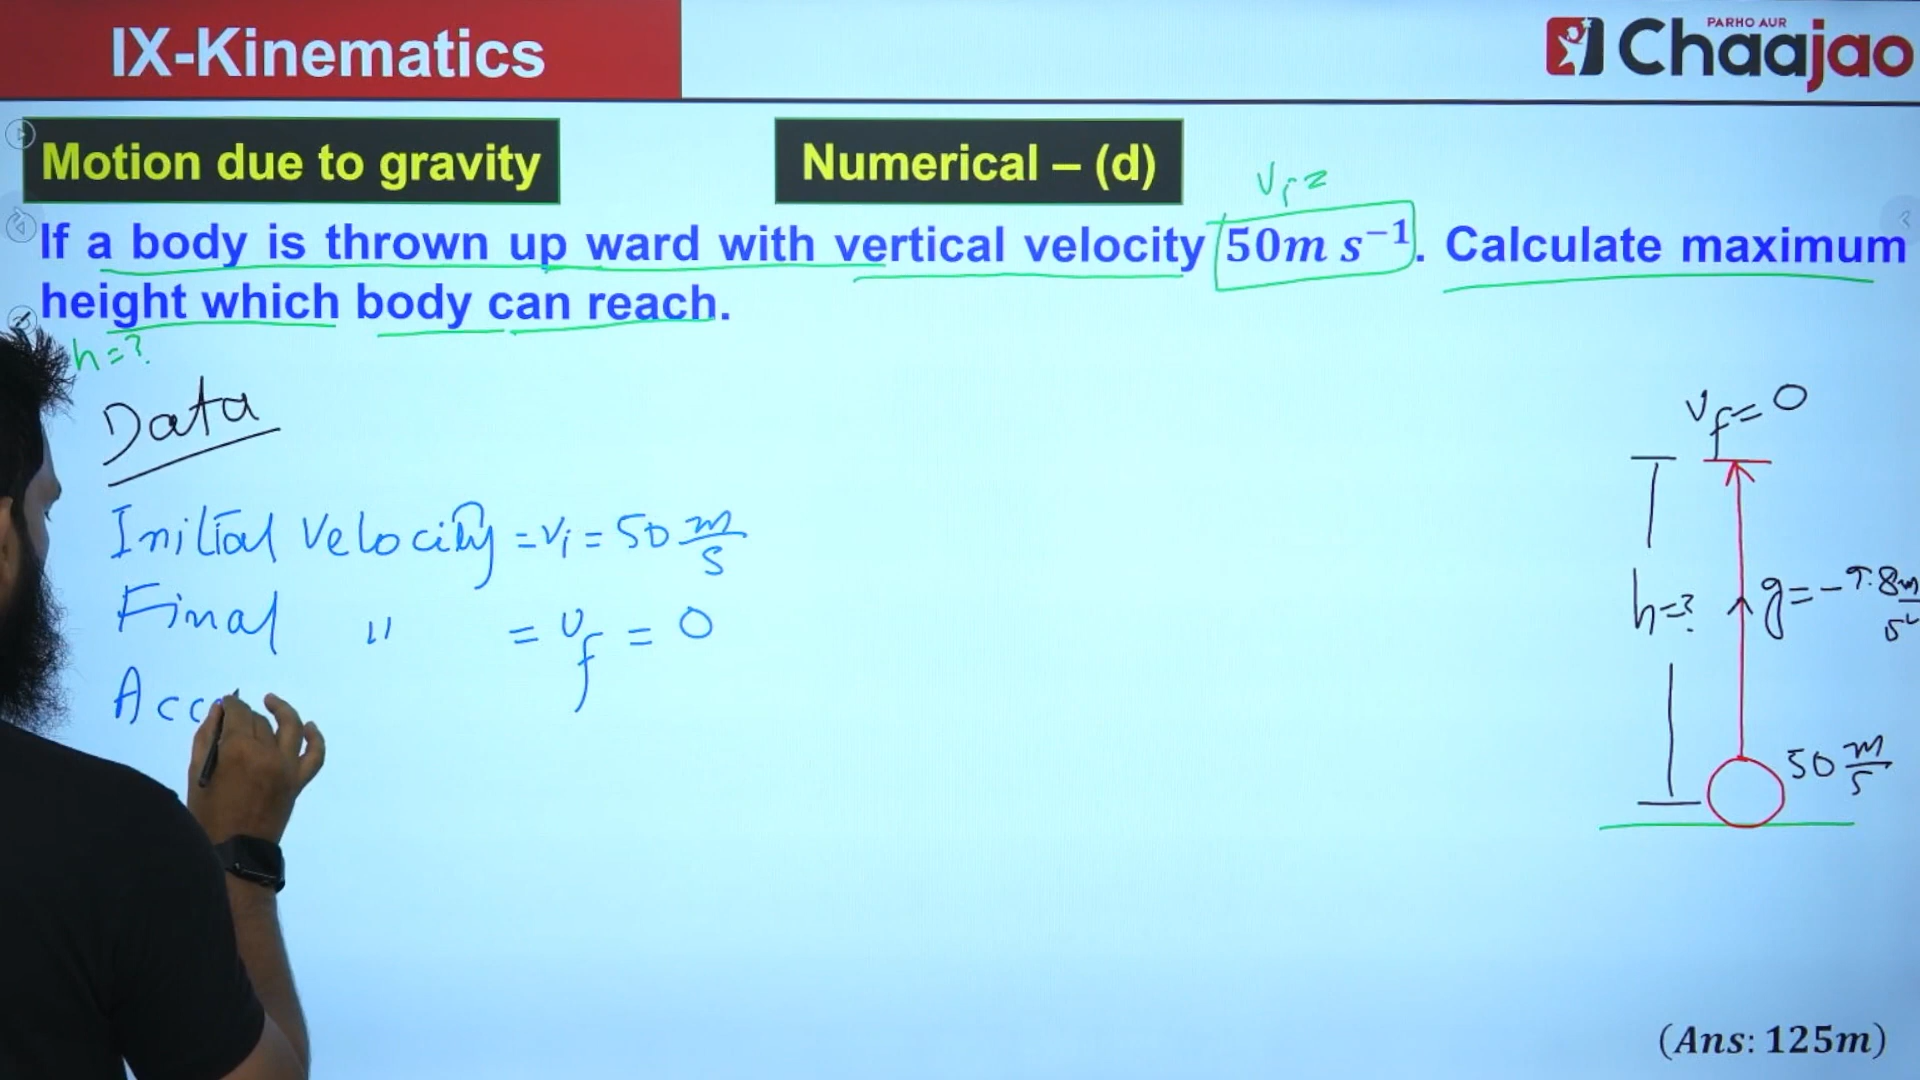 IX-Kinematics
PARHO AUR
Chaajao
Motion due to gravity
Numerical – (d)
vi =
If a body is thrown up ward with vertical velocity 50m s⁻¹. Calculate maximum
height which body can reach.
h=?
Data
Initial Velocity = vi = 50 m/s
Final " = vf = 0
Acc
vf = 0
h=?
g = -9.8 m/s²
50 m/s
(Ans: 125m)